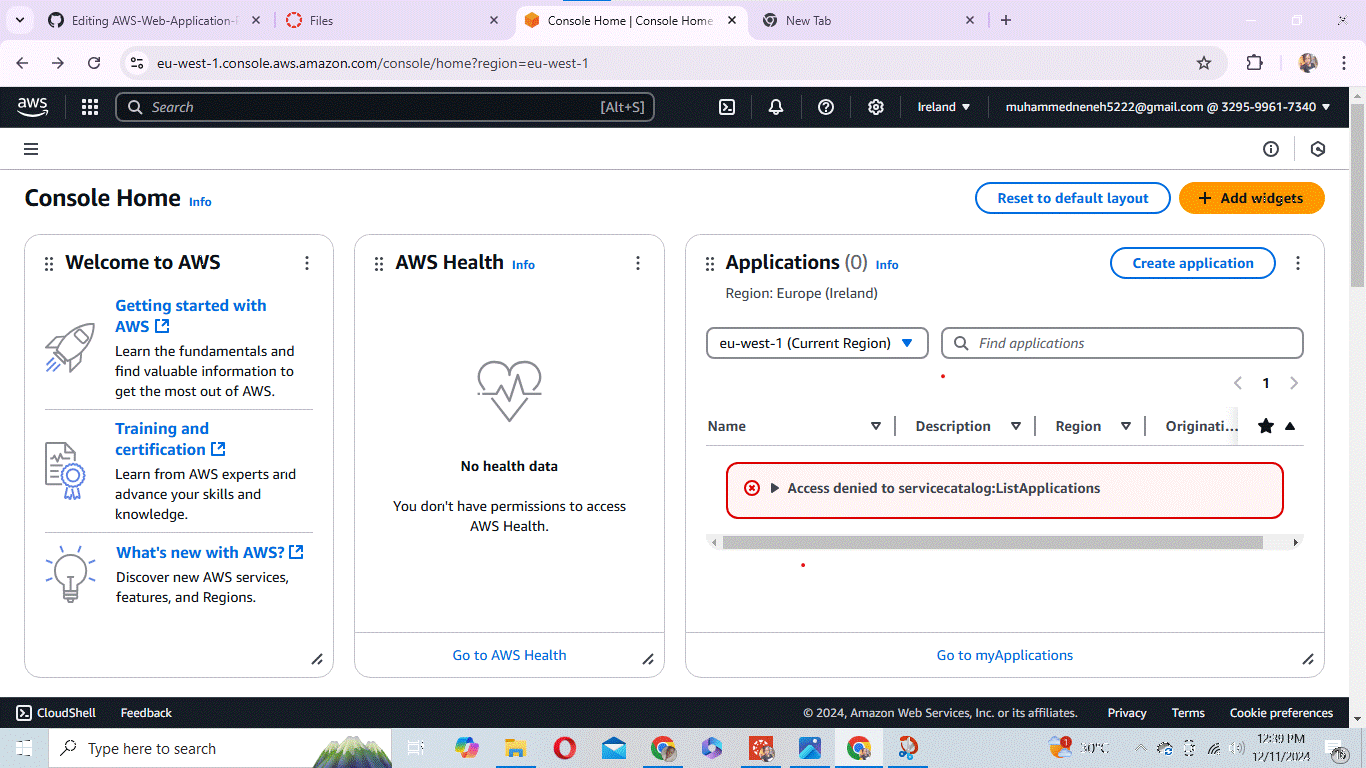 Editing AWS-Web-Application-
Files
Console Home | Console Home
New Tab
eu-west-1.console.aws.amazon.com/console/home?region=eu-west-1
aws
Search
[Alt+S]
Ireland
muhammedneneh5222@gmail.com @ 3295-9961-7340
Console Home Info
Reset to default layout
Add widgets
Welcome to AWS
Getting started with
AWS
Learn the fundamentals and
find valuable information to
get the most out of AWS.
Training and
certification
Learn from AWS experts and
advance your skills and
knowledge.
What's new with AWS?
Discover new AWS services,
features, and Regions.
AWS Health Info
No health data
You don't have permissions to access
AWS Health.
Go to AWS Health
Applications (0) Info
Create application
Region: Europe (Ireland)
eu-west-1 (Current Region)
Find applications
1
Name
Description
Region
Originati...
Access denied to servicecatalog:ListApplications
Go to myApplications
CloudShell
Feedback
© 2024, Amazon Web Services, Inc. or its affiliates.
Privacy
Terms
Cookie preferences
Type here to search
1
30°C
12:39 PM
12/11/2024